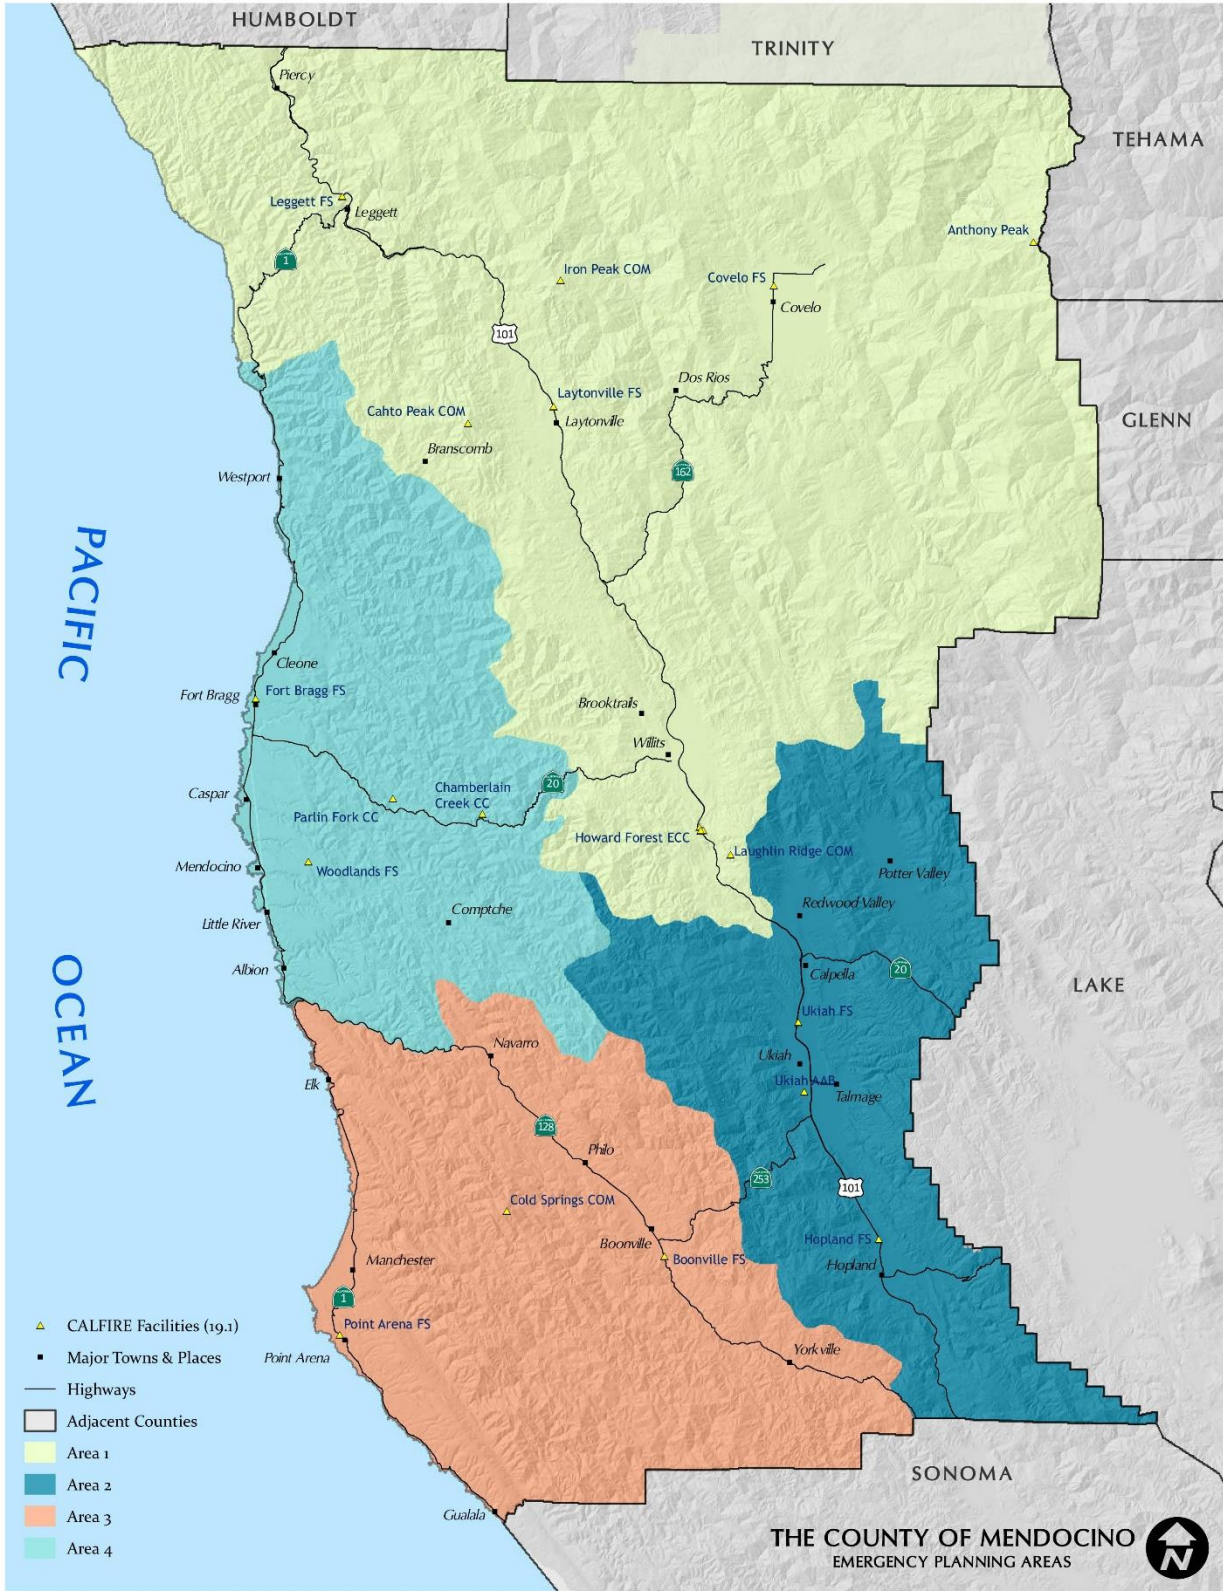 HUMBOLDT
TRINITY
Piercy
TEHAMA
Leggett FS
Leggett
Anthony Peak
1
Iron Peak COM
Covelo FS
Covelo
101
Dos Rios
Laytonville FS
Cahto Peak COM
Laytonville
GLENN
Branscomb
162
Westport
PACIFIC
Cleone
Fort Bragg
Fort Bragg FS
Brooktrails
Willits
20
Chamberlain
Creek CC
Caspar
Parlin Fork CC
Howard Forest ECC
Laughlin Ridge COM
Mendocino
Woodlands FS
Potter Valley
Redwood Valley
Comptche
Little River
Albion
Calpella
20
LAKE
OCEAN
Ukiah FS
Navarro
Ukiah
Elk
Ukiah AAB
Talmage
128
Philo
253
101
Cold Springs COM
Boonville
Hopland FS
Manchester
Boonville FS
Hopland
1
CALFIRE Facilities (19.1)
Point Arena FS
Major Towns & Places
Point Arena
Yorkville
Highways
Adjacent Counties
Area 1
SONOMA
Area 2
Area 3
Gualala
Area 4
THE COUNTY OF MENDOCINO
EMERGENCY PLANNING AREAS
N